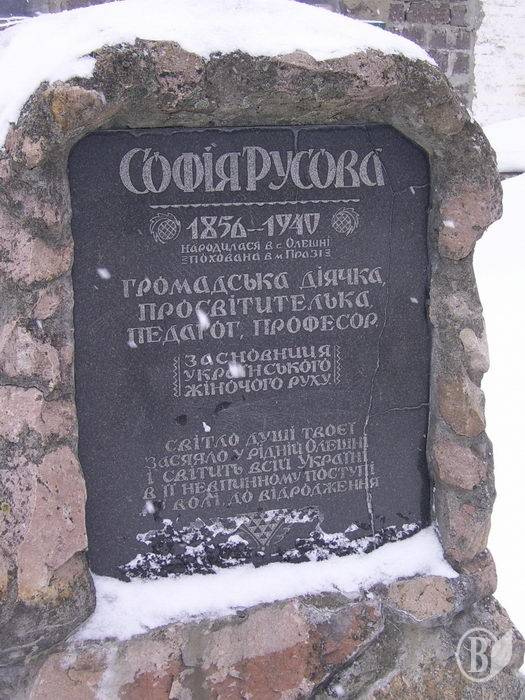 Софія Русова
1856–1940
народилася в с. Олешні
похована в м. Празі
громадська діячка,
просвітителька
педагог, професор.
засновниця
українського
жіночого руху
світло душі твоєї
засяяло у рідній Олешні
і світить всій Україні
в її невпинному поступі
волі, до відродження
В